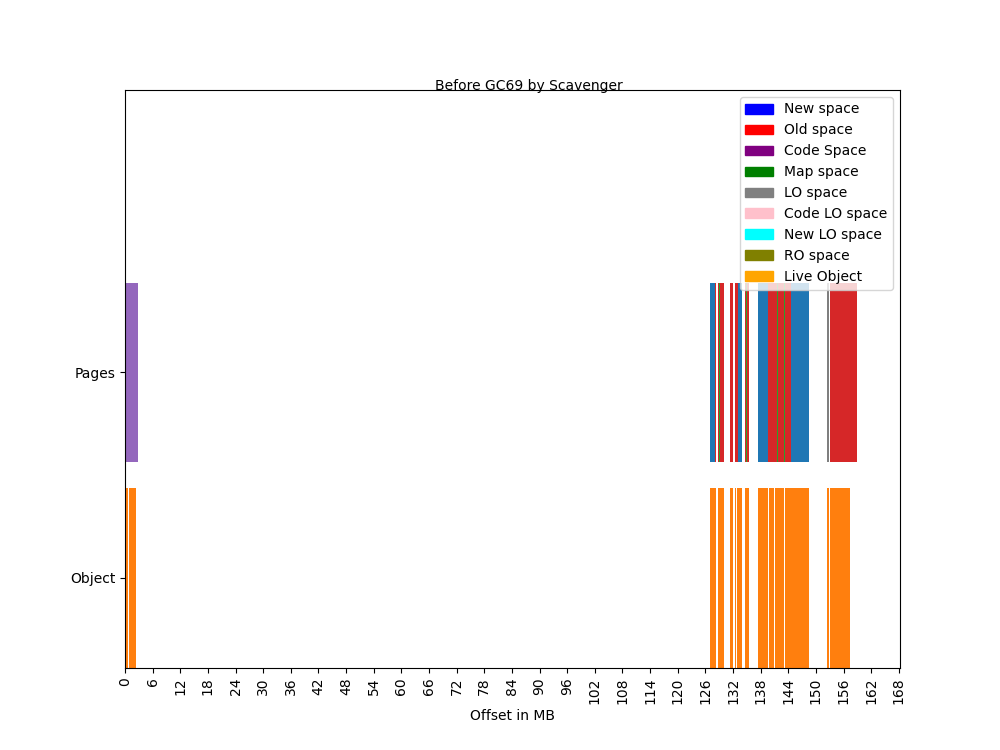 Before GC69 by Scavenger
New space
Old space
Code Space
Map space
LO space
Code LO space
New LO space
RO space
Live Object
Pages
Object
0 6 12 18 24 30 36 42 48 54 60 66 72 78 84 90 96 102 108 114 120 126 132 138 144 150 156 162 168
Offset in MB